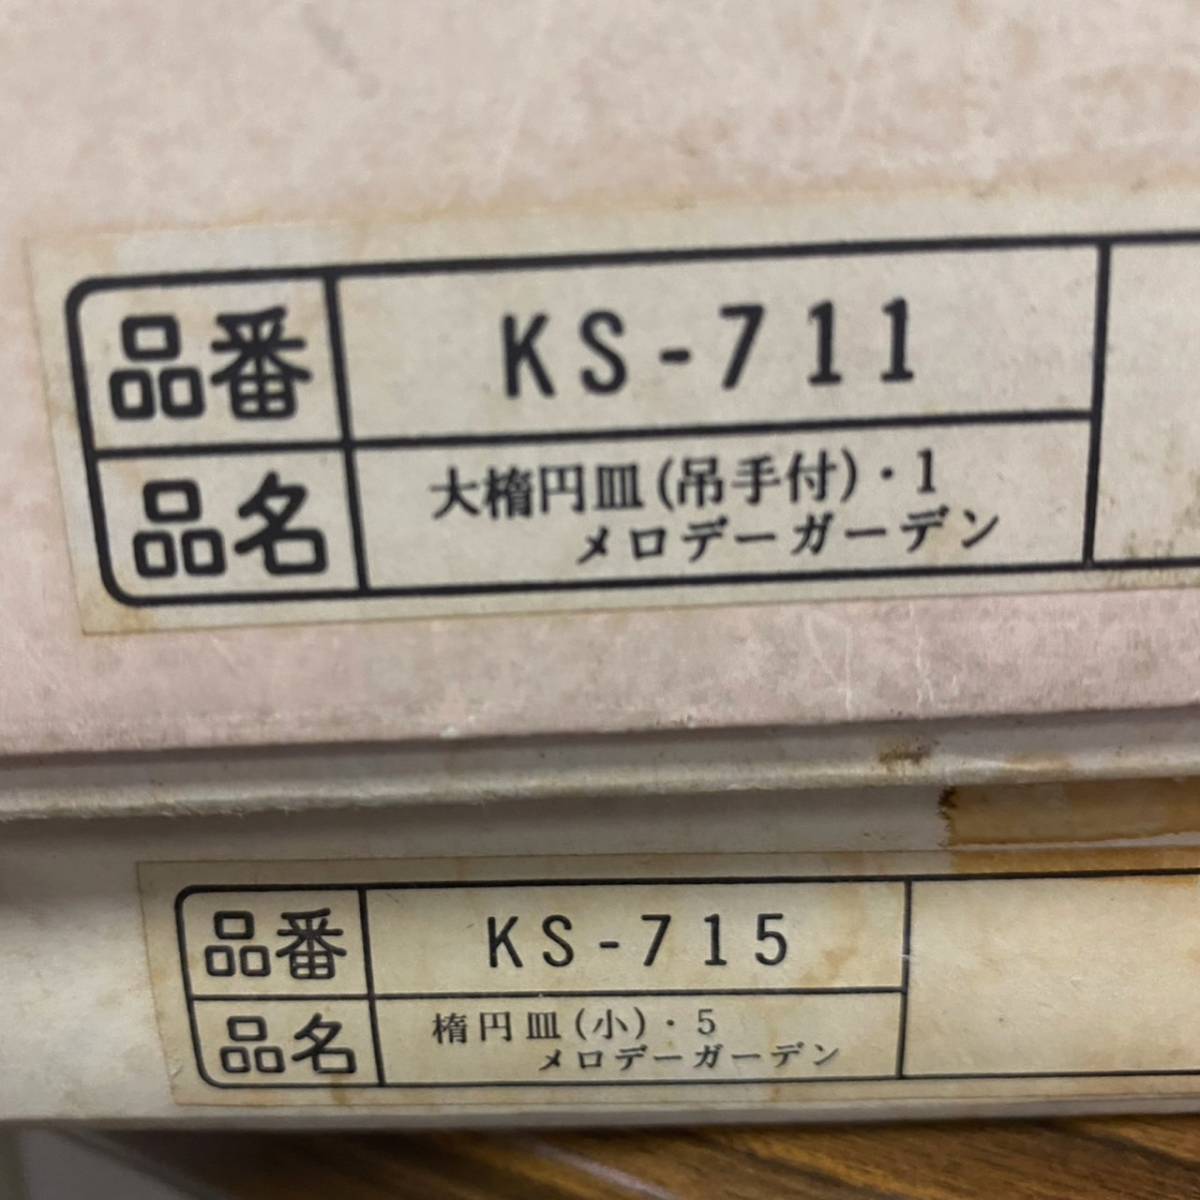 品番 KS-711
品名 大楕円皿(吊手付)・1
メロデーガーデン
品番 KS-715
品名 楕円皿(小)・5
メロデーガーデン